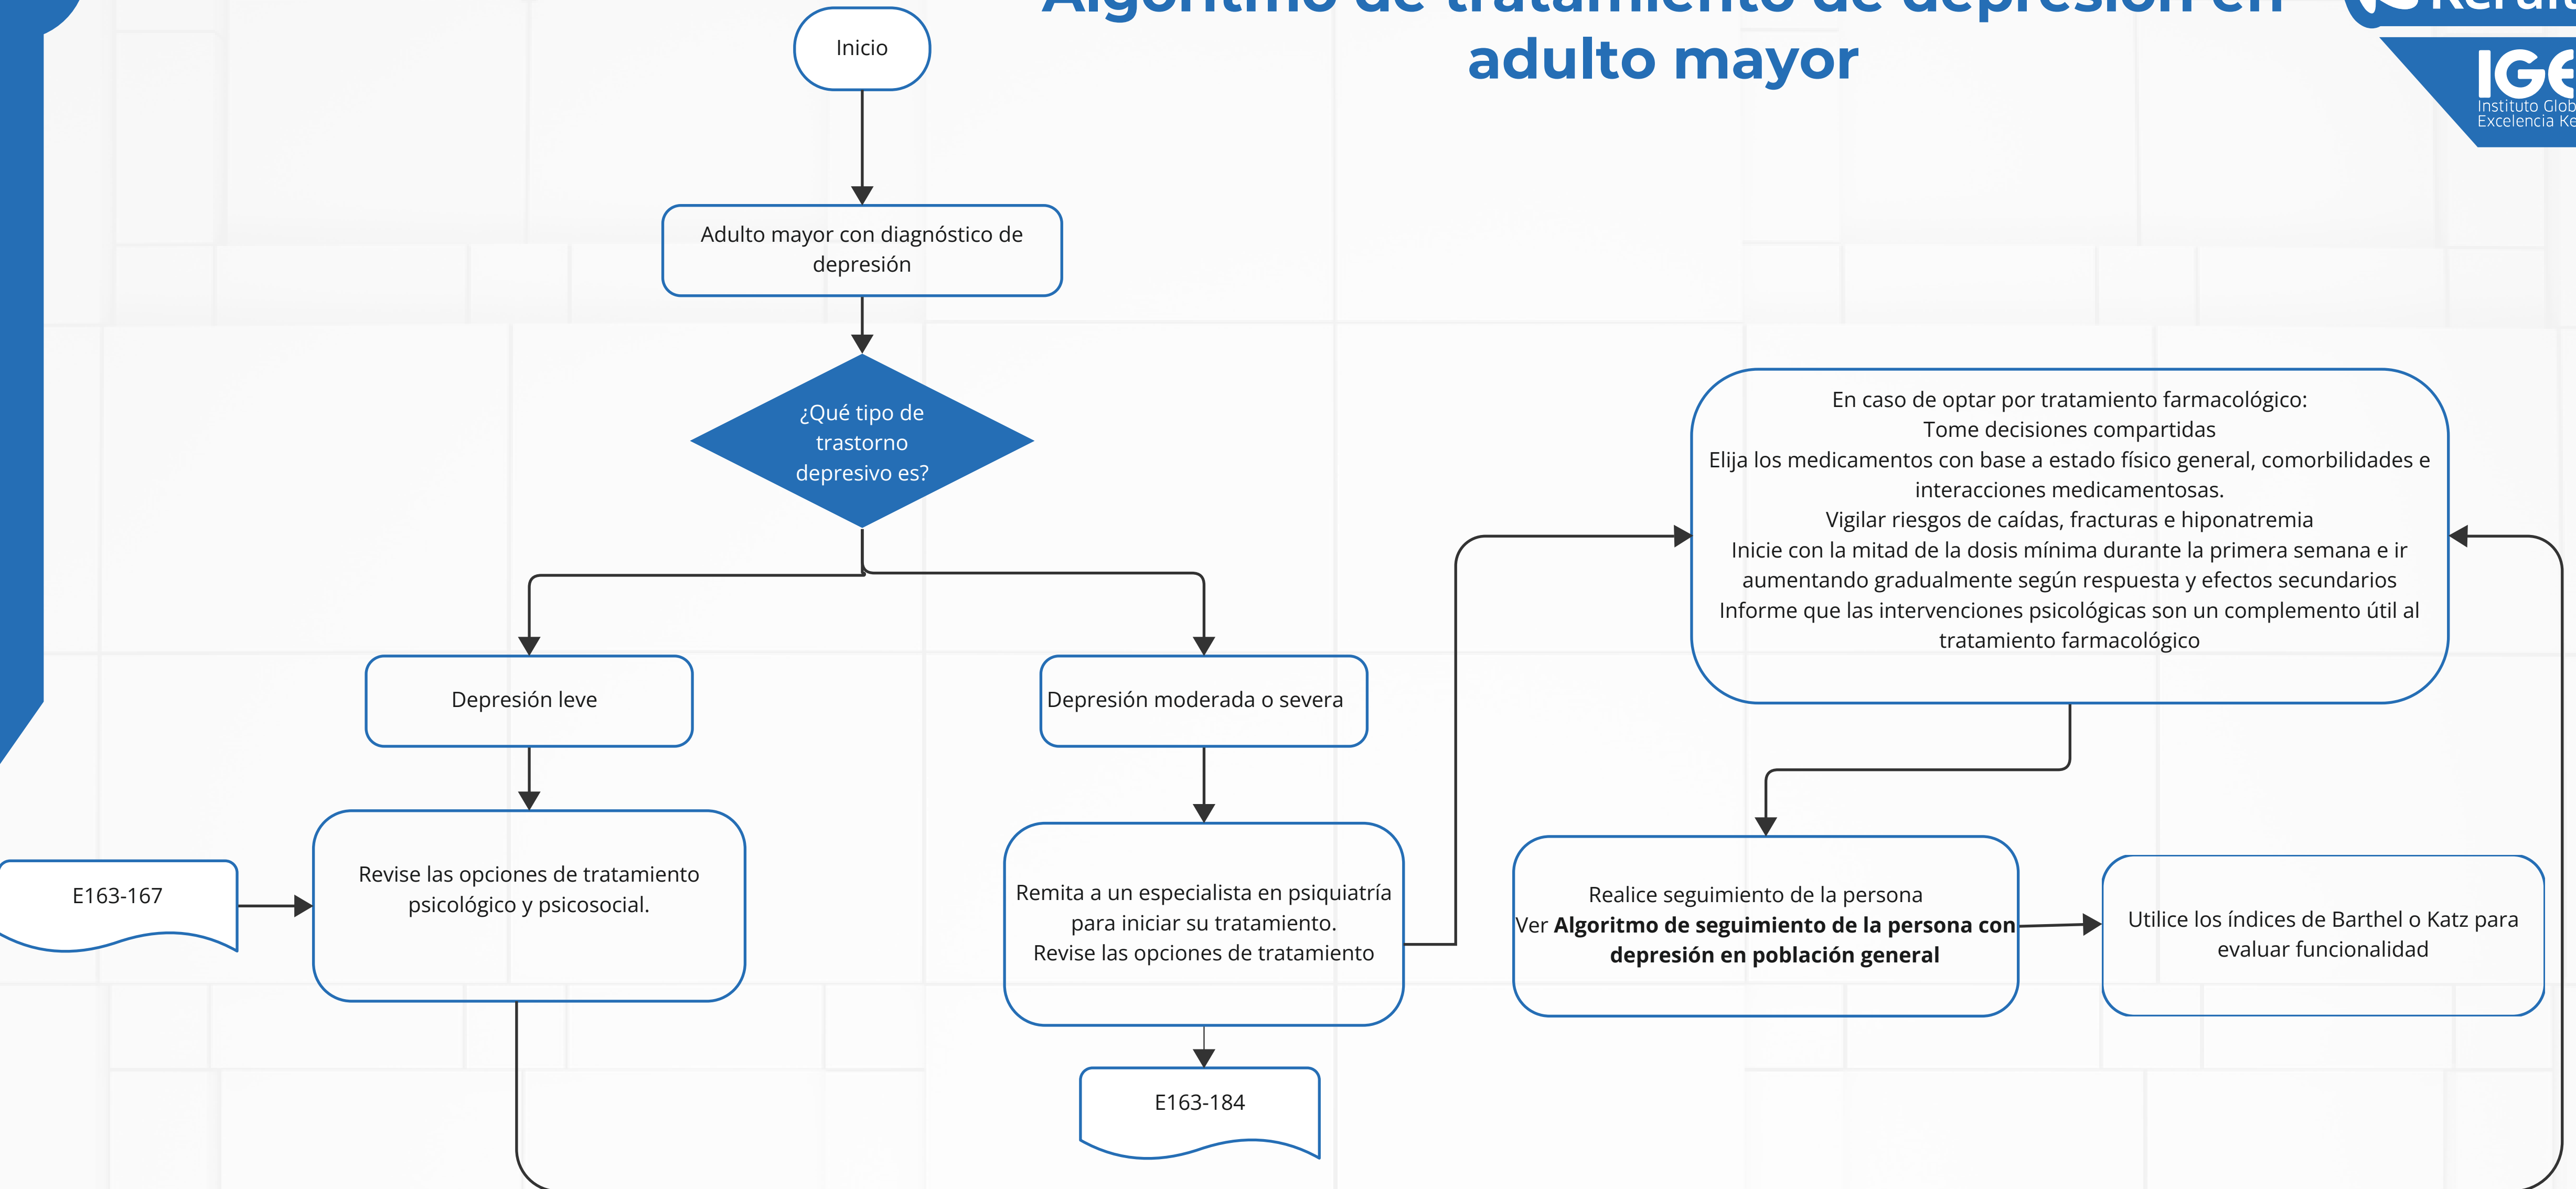 Algoritmo de tratamiento de depresión en
adulto mayor
IGE
Instituto
Excelencia
Inicio
Adulto mayor con diagnóstico de
depresión
¿Qué tipo de
trastorno
depresivo es?
En caso de optar por tratamiento farmacológico:
Tome decisiones compartidas
Elija los medicamentos con base a estado físico general, comorbilidades e
interacciones medicamentosas.
Vigilar riesgos de caídas, fracturas e hiponatremia
Inicie con la mitad de la dosis mínima durante la primera semana e ir
aumentando gradualmente según respuesta y efectos secundarios
Informe que las intervenciones psicológicas son un complemento útil al
tratamiento farmacológico
Depresión leve
Depresión moderada o severa
E163-167
Revise las opciones de tratamiento
psicológico y psicosocial.
Remita a un especialista en psiquiatría
para iniciar su tratamiento.
Revise las opciones de tratamiento
E163-184
Realice seguimiento de la persona
Ver Algoritmo de seguimiento de la persona con
depresión en población general
Utilice los índices de Barthel o Katz para
evaluar funcionalidad